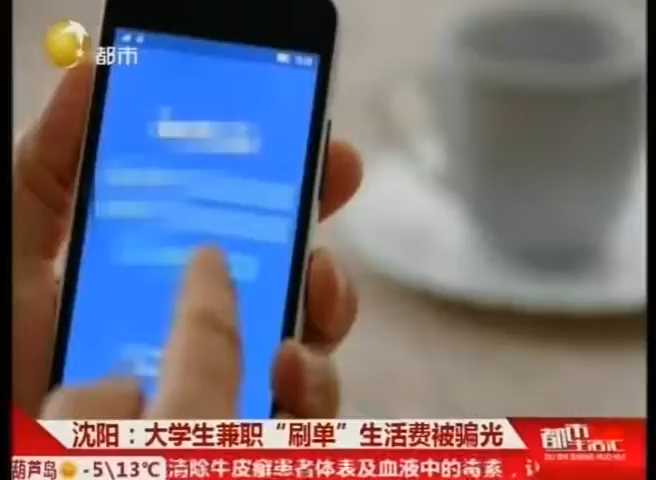 都市
沈阳：大学生兼职“刷单”生活费被骗光
都市
生活汇
葫芦岛 -5\13℃ 清除牛皮癣患者体表及血液中的毒素，